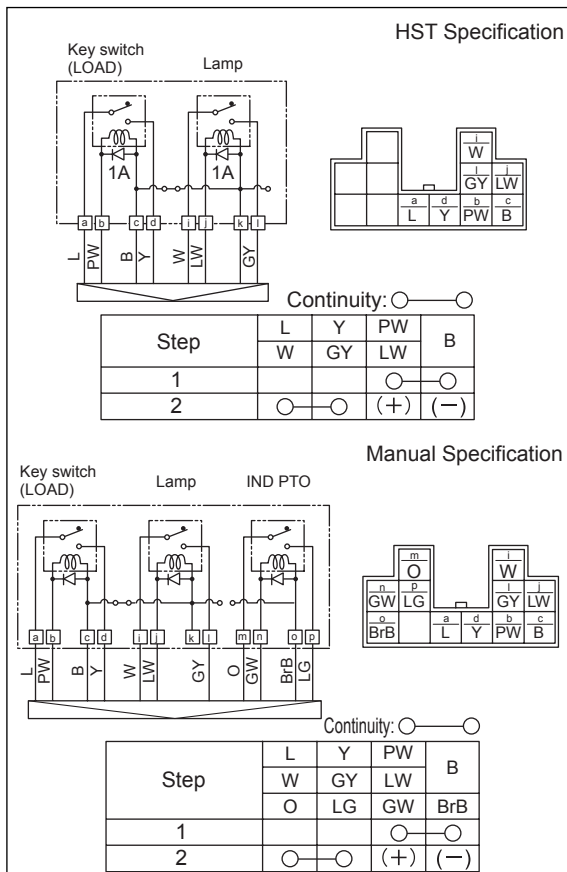 HST Specification
Key switch
(LOAD)
Lamp
1A 1A
a b c d i j k l
L PW B Y W LW GY
i
W
l j
GY LW
a d b c
L Y PW B
Continuity:
Step L Y PW B
W GY LW
1
2 (+) (−)
Manual Specification
Key switch
(LOAD)
Lamp IND PTO
a b c d i j k l m n o p
L PW B Y W LW GY O GW BrB LG
m i
O W
n p l j
GW LG GY LW
o a d b c
BrB L Y PW B
Continuity:
Step L Y PW B
W GY LW
O LG GW BrB
1
2 (+) (−)